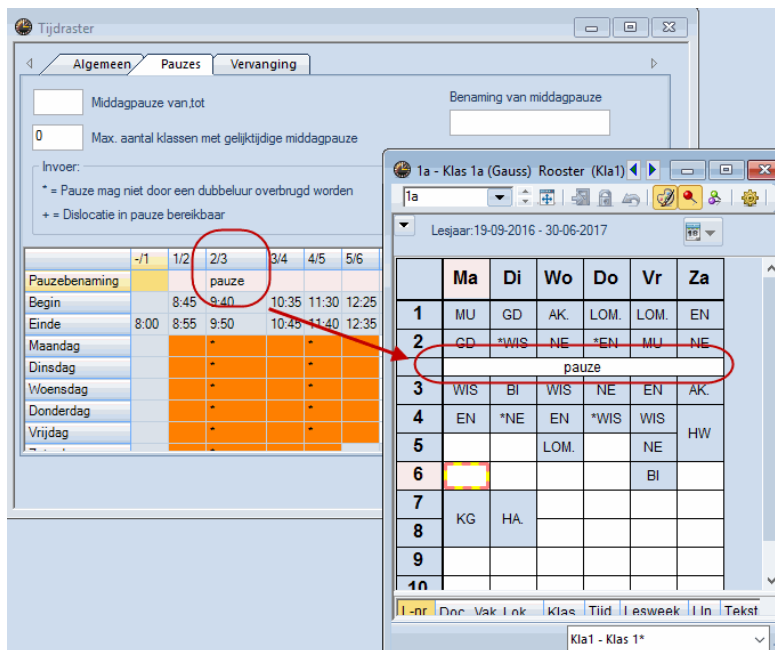 Tijdraster
Algemeen Pauzes Vervanging
Middagpauze van,tot
Benaming van middagpauze
0 Max. aantal klassen met gelijktijdige middagpauze
Invoer:
* = Pauze mag niet door een dubbeluur overbrugd worden
+ = Dislocatie in pauze bereikbaar
-/1 1/2 2/3 3/4 4/5 5/6
Pauzebenaming pauze
Begin 8:45 9:40 10:35 11:30 12:25
Einde 8:00 8:55 9:50 10:45 11:40 12:35
Maandag * *
Dinsdag * *
Woensdag * *
Donderdag * *
Vrijdag * *
1a - Klas 1a (Gauss) Rooster (Kla1)
1a
Lesjaar:19-09-2016 - 30-06-2017
Ma Di Wo Do Vr Za
1 MU GD AK. LOM. LOM. EN
2 GD *WIS NE *EN MU NE
pauze
3 WIS BI WIS NE EN AK.
4 EN *NE EN *WIS WIS
HW
5 LOM. NE
6 BI
7
KG HA.
8
9
10
L-nr Doc Vak Lok Klas Tijd Lesweek Lln Tekst
Kla1 - Klas 1*